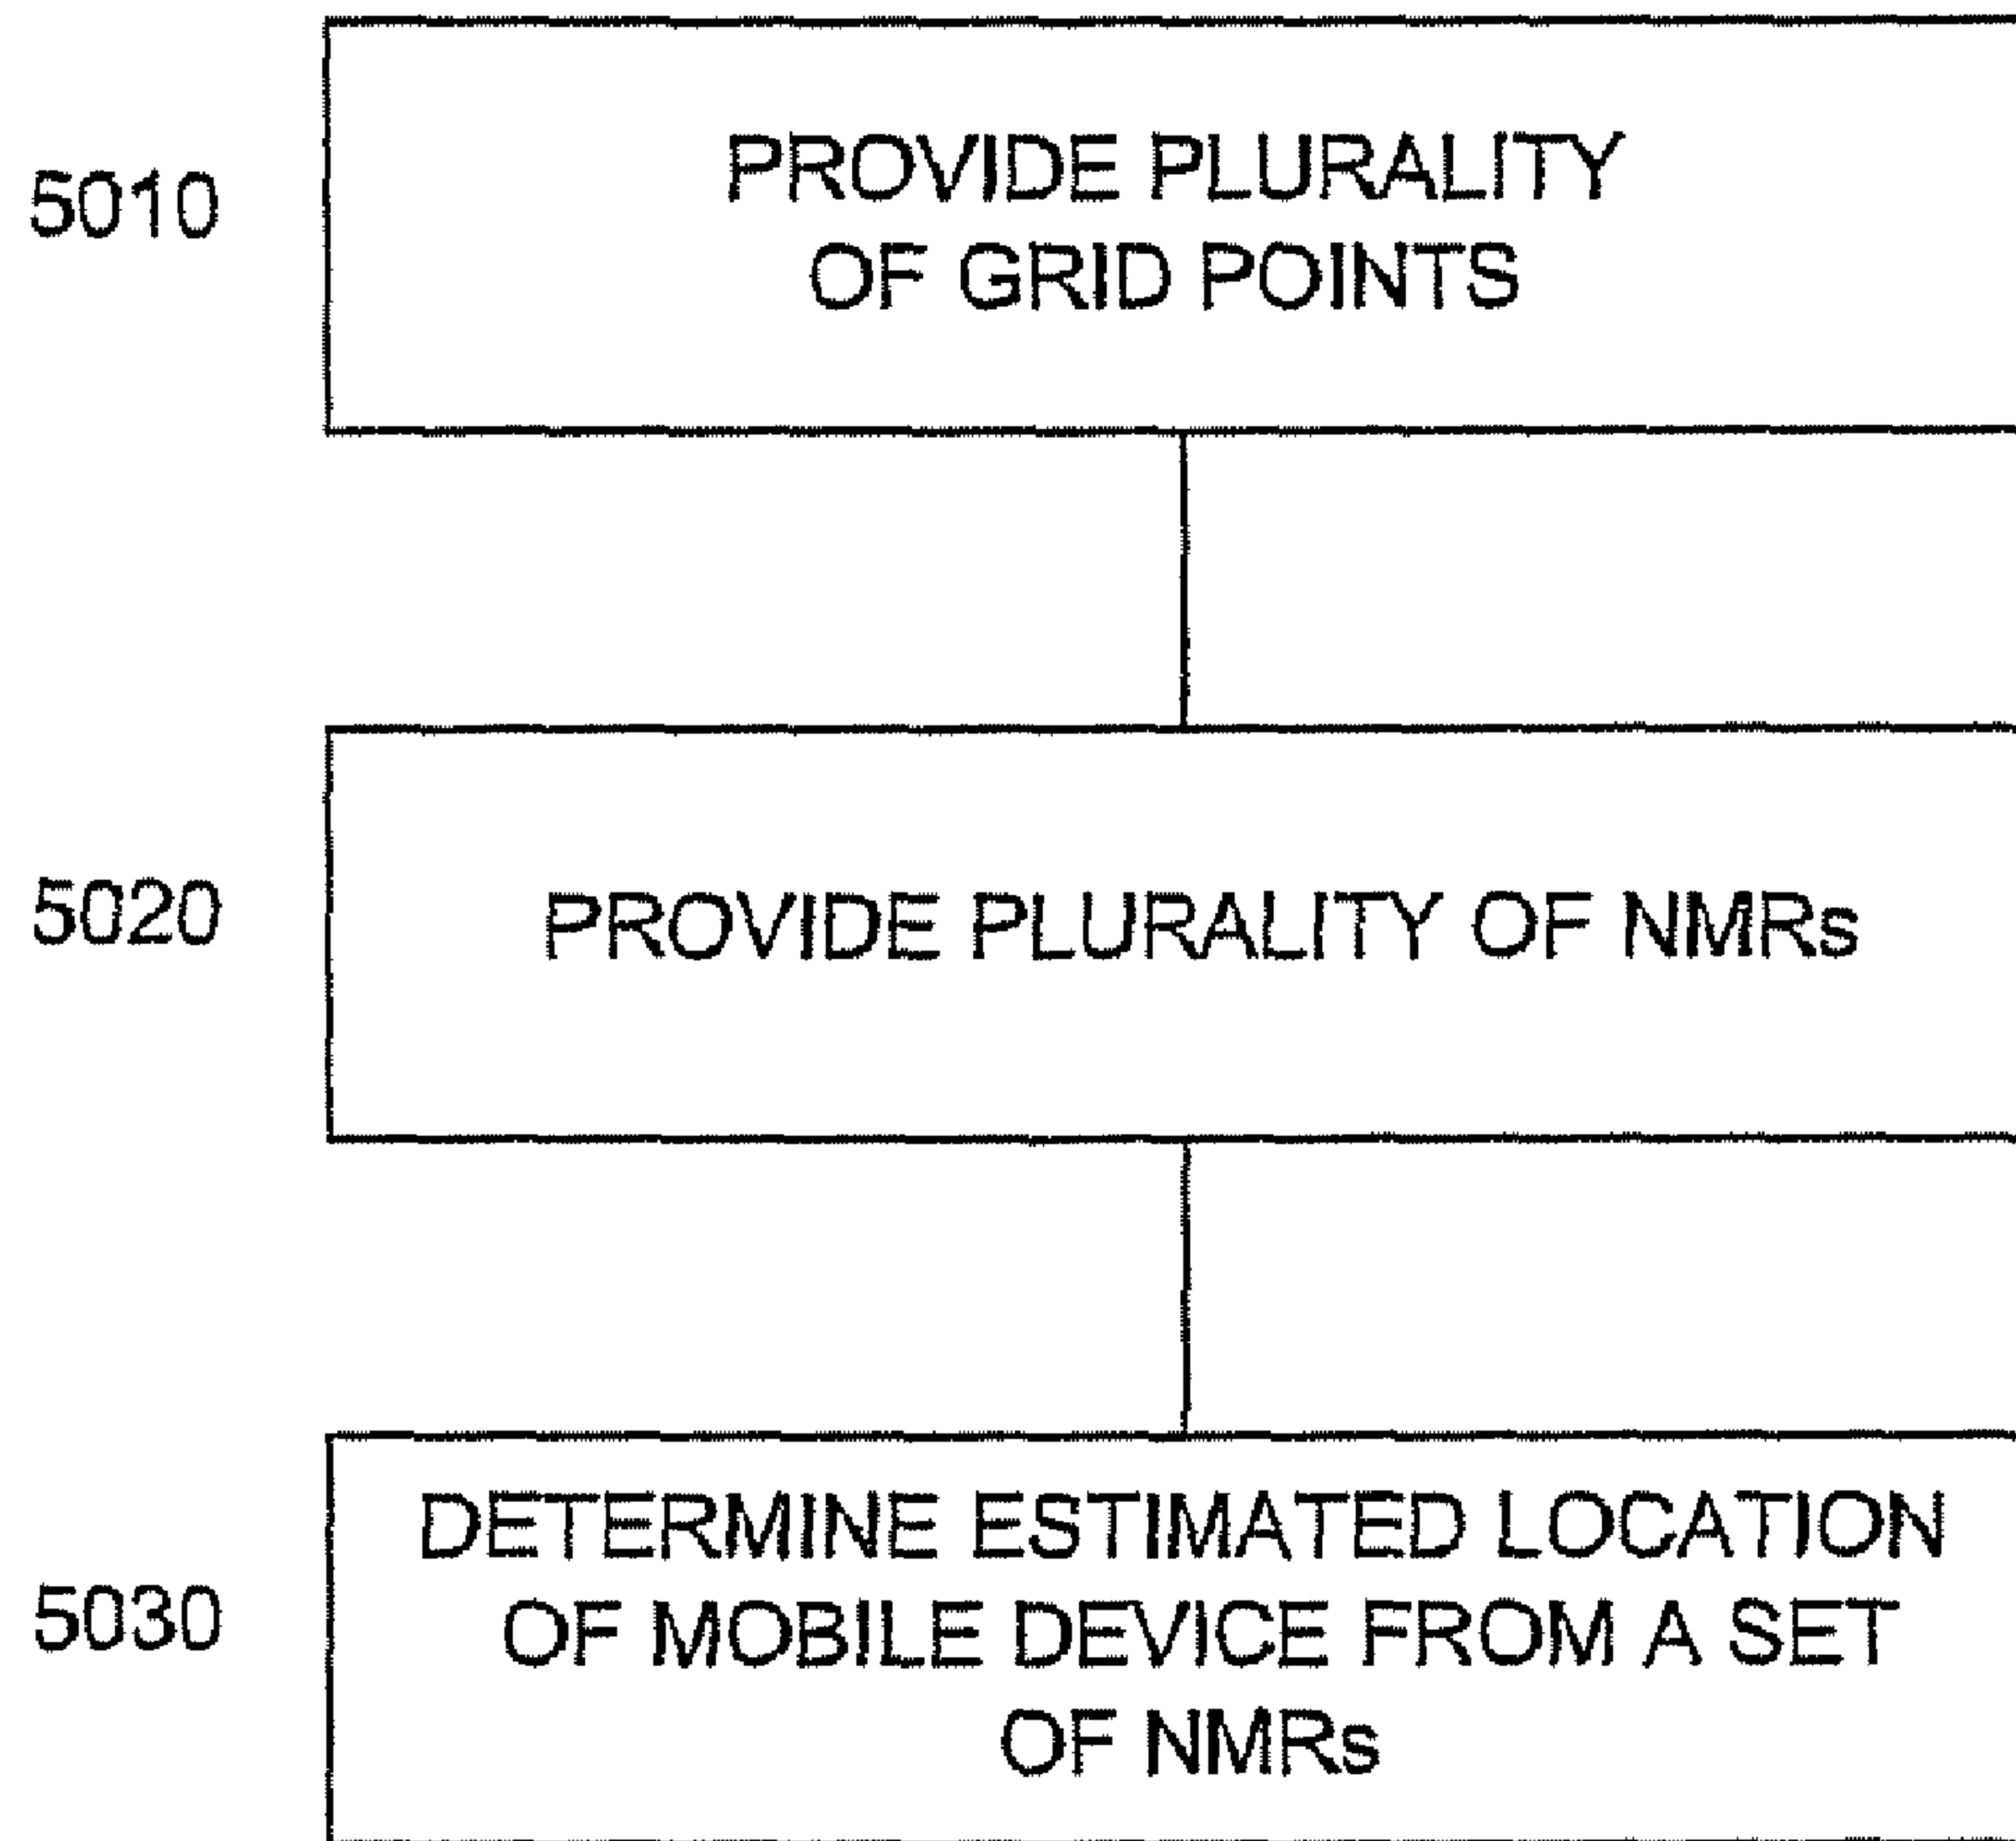 5010
PROVIDE PLURALITY
OF GRID POINTS
5020
PROVIDE PLURALITY OF NMRs
5030
DETERMINE ESTIMATED LOCATION
OF MOBILE DEVICE FROM A SET
OF NMRs